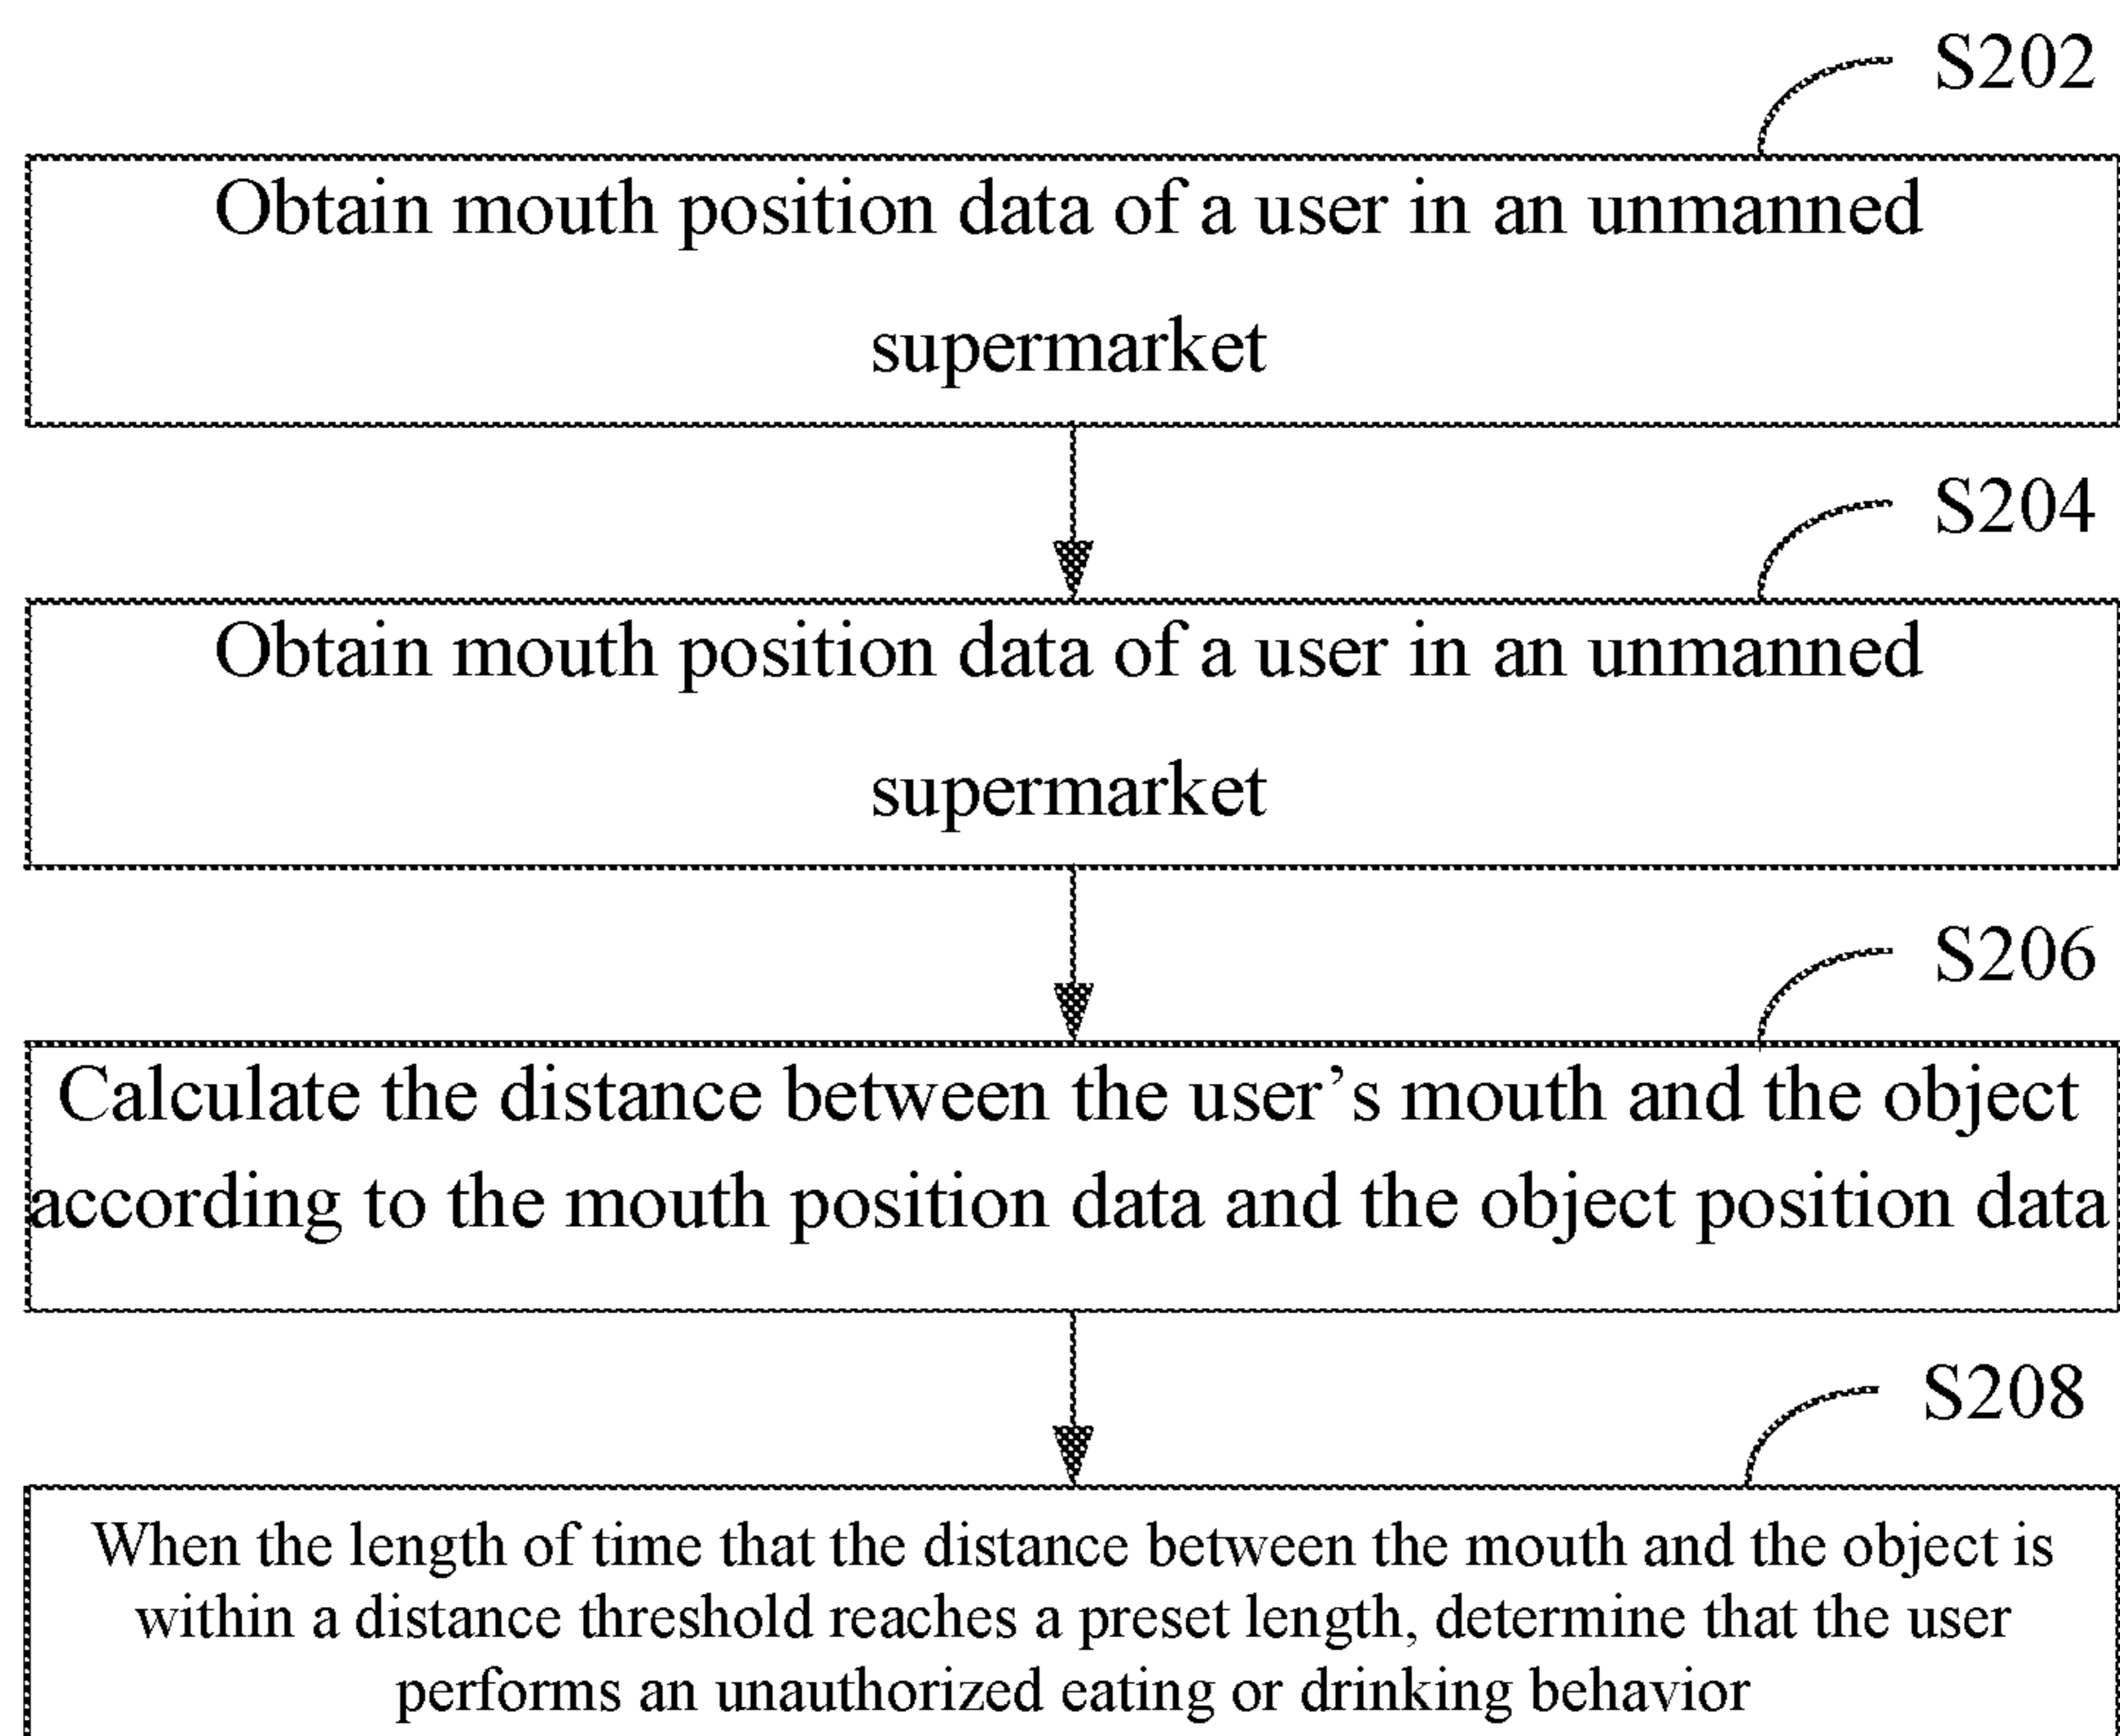 S202
Obtain mouth position data of a user in an unmanned
supermarket
S204
Obtain mouth position data of a user in an unmanned
supermarket
S206
Calculate the distance between the user’s mouth and the object
according to the mouth position data and the object position data
S208
When the length of time that the distance between the mouth and the object is
within a distance threshold reaches a preset length, determine that the user
performs an unauthorized eating or drinking behavior